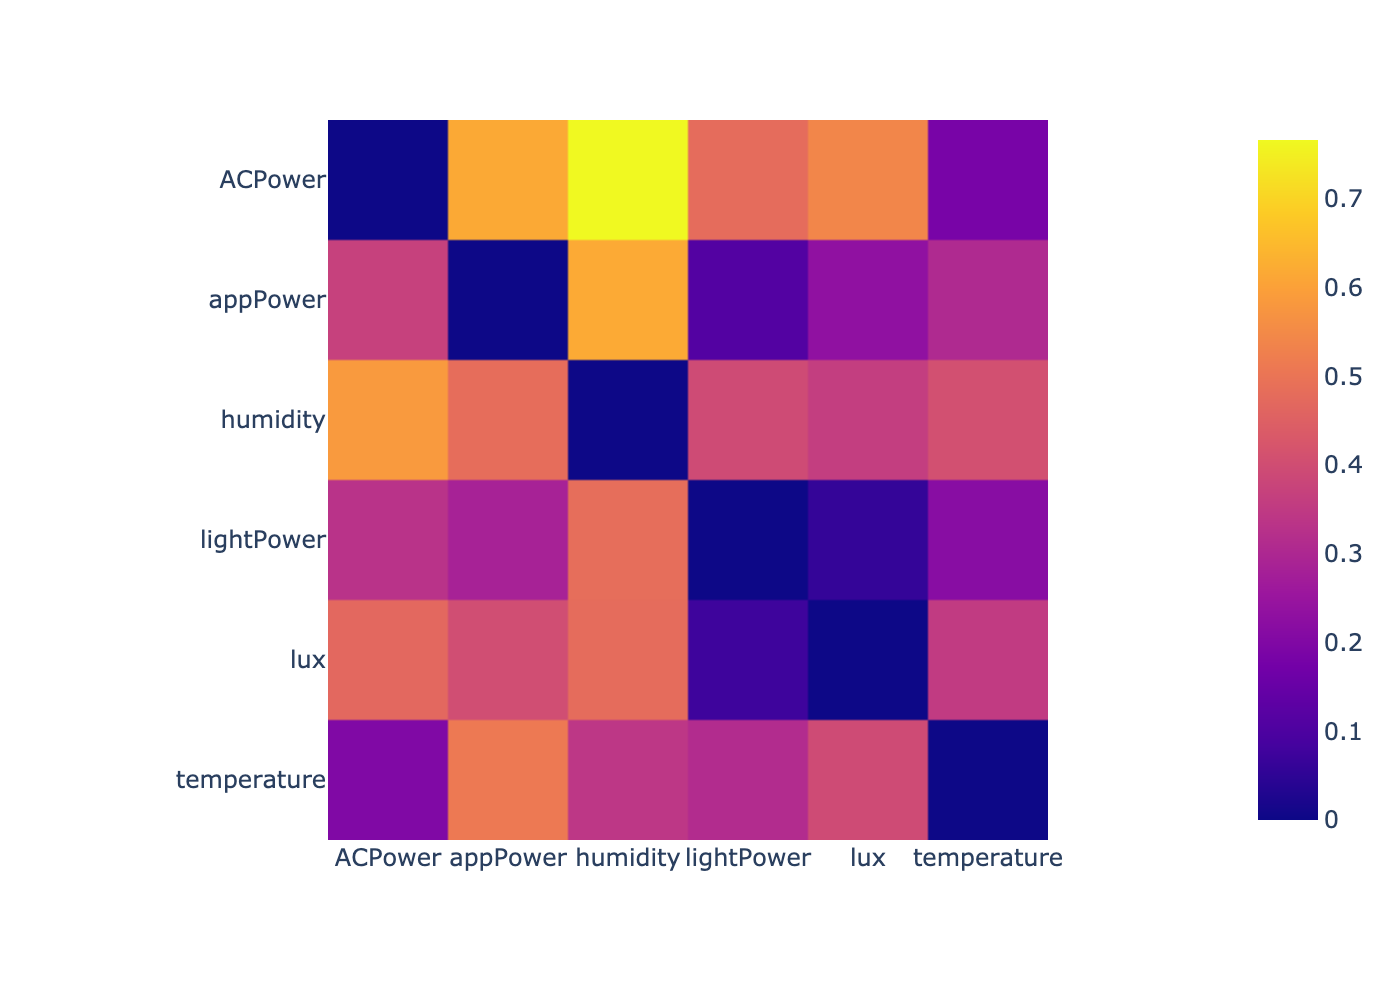 ACPower
appPower
humidity
lightPower
lux
temperature
ACPower appPower humidity lightPower lux temperature
0.7
0.6
0.5
0.4
0.3
0.2
0.1
0